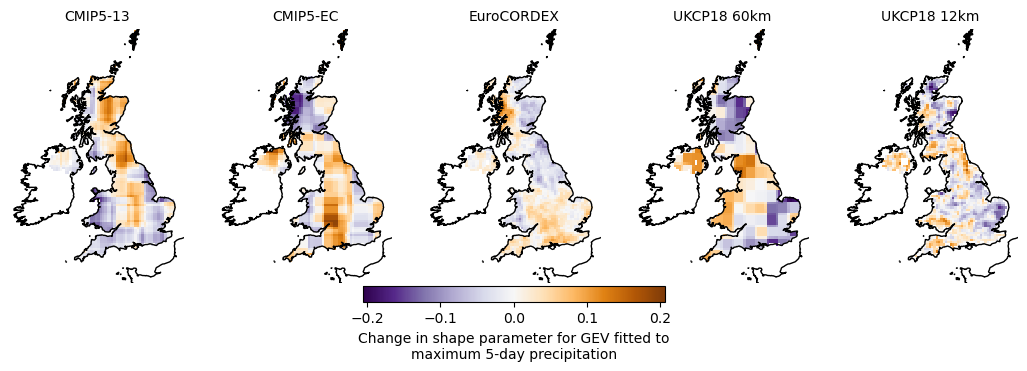 CMIP5-13
CMIP5-EC
EuroCORDEX
UKCP18 60km
UKCP18 12km
−0.2
−0.1
0.0
0.1
0.2
Change in shape parameter for GEV fitted to
maximum 5-day precipitation